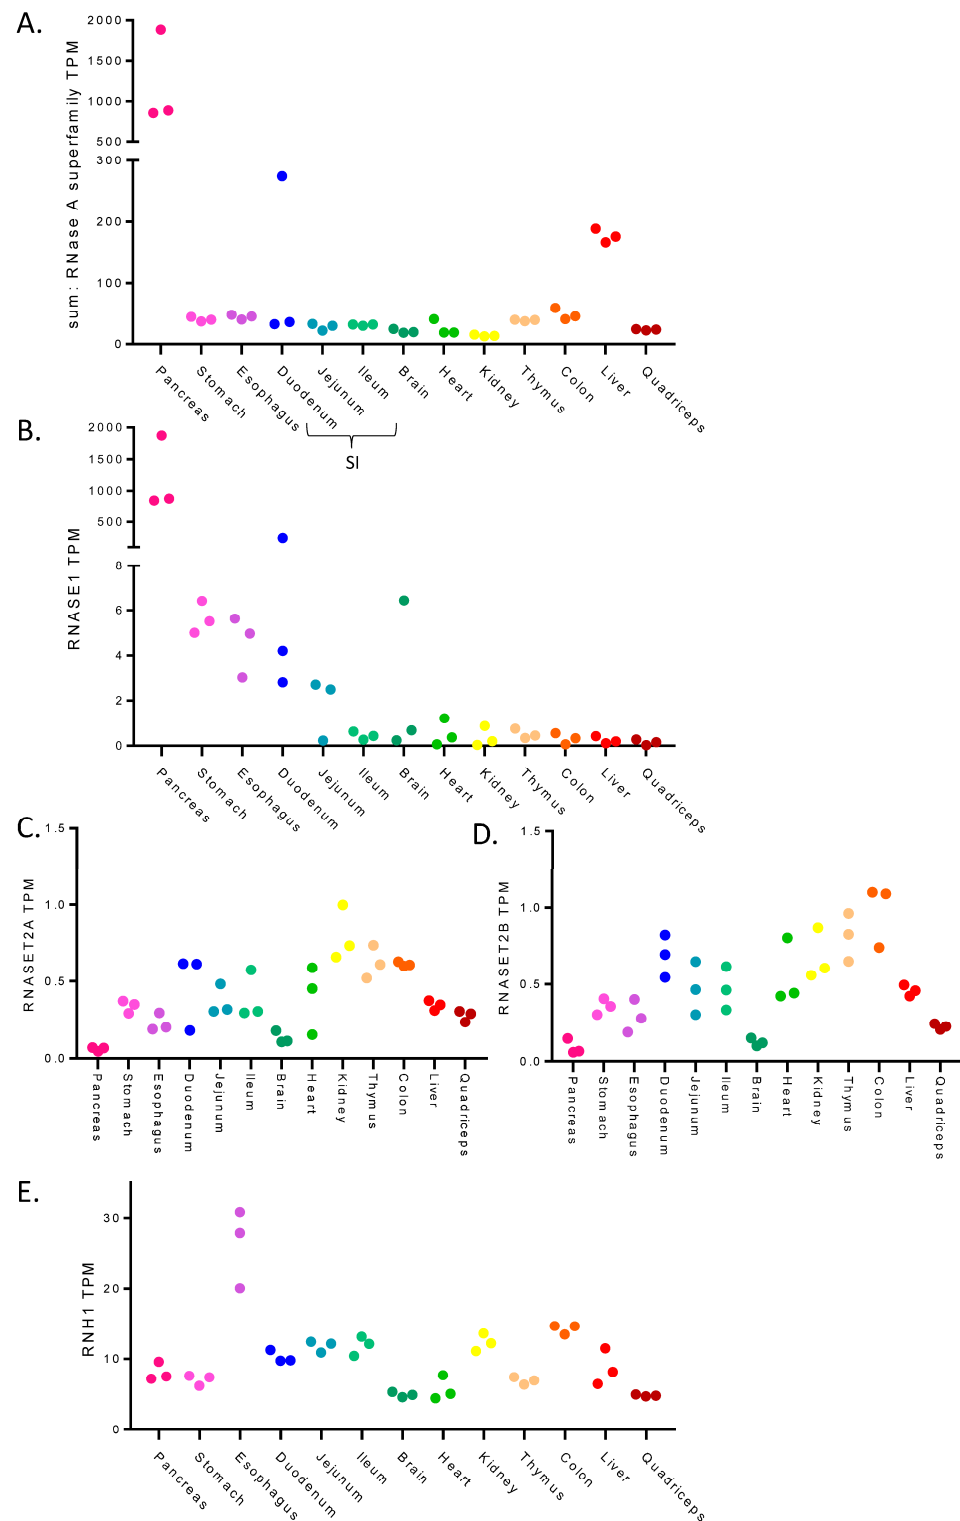 A.
sum: RNase A superfamily TPM
2000
1500
1000
500
300
200
100
0
Pancreas
Stomach
Esophagus
Duodenum
Jejunum
Ileum
Brain
Heart
Kidney
Thymus
Colon
Liver
Quadriceps
SI
B.
RNASE1 TPM
2000
1500
1000
500
8
6
4
2
0
Pancreas
Stomach
Esophagus
Duodenum
Jejunum
Ileum
Brain
Heart
Kidney
Thymus
Colon
Liver
Quadriceps
C.
RNASET2A TPM
1.5
1.0
0.5
0.0
Pancreas
Stomach
Esophagus
Duodenum
Jejunum
Ileum
Brain
Heart
Kidney
Thymus
Colon
Liver
Quadriceps
D.
RNASET2B TPM
1.5
1.0
0.5
0.0
Pancreas
Stomach
Esophagus
Duodenum
Jejunum
Ileum
Brain
Heart
Kidney
Thymus
Colon
Liver
Quadriceps
E.
RNH1 TPM
30
20
10
0
Pancreas
Stomach
Esophagus
Duodenum
Jejunum
Ileum
Brain
Heart
Kidney
Thymus
Colon
Liver
Quadriceps